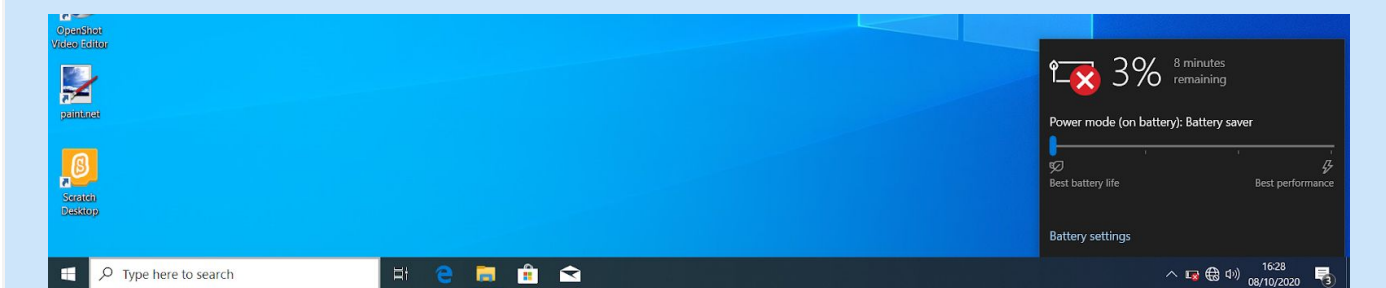 OpenShot
Video Editor
paint.net
Scratch
Desktop
3%
8 minutes
remaining
Power mode (on battery): Battery saver
Best battery life
Best performance
Battery settings
Type here to search
16:28
08/10/2020
3